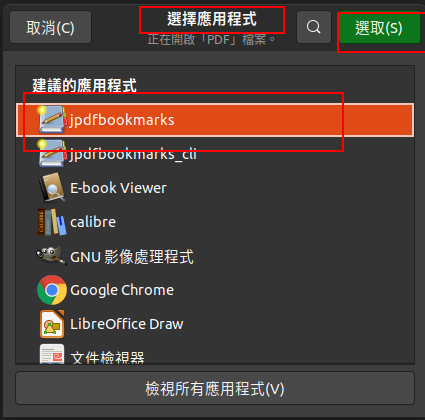 取消(C)
選擇應用程式
正在開啟「PDF」檔案。
選取(S)
建議的應用程式
jpdfbookmarks
jpdfbookmarks_cli
E-book Viewer
calibre
GNU 影像處理程式
Google Chrome
LibreOffice Draw
文件檢視器
檢視所有應用程式(V)